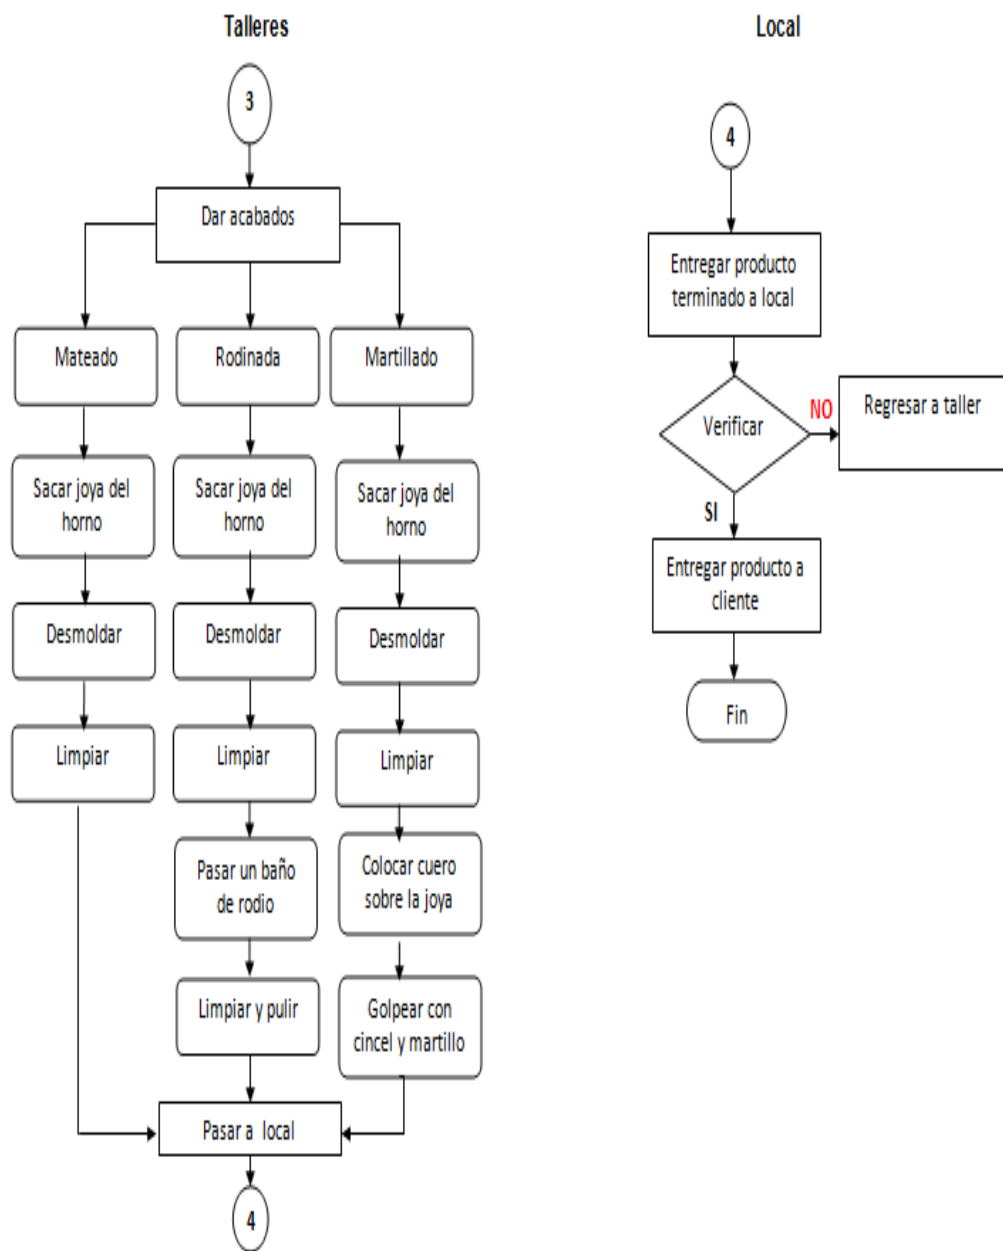 Talleres
3
Dar acabados
Mateado
Rodinada
Martillado
Sacar joya del
horno
Sacar joya del
horno
Sacar joya del
horno
Desmoldar
Desmoldar
Desmoldar
Limpiar
Limpiar
Limpiar
Pasar un baño
de rodio
Colocar cuero
sobre la joya
Limpiar y pulir
Golpear con
cincel y martillo
Pasar a local
4
Local
4
Entregar producto
terminado a local
Verificar
NO
Regresar a taller
SI
Entregar producto a
cliente
Fin